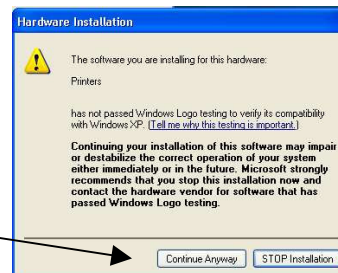 Hardware Installation
The software you are installing for this hardware:
Printers
has not passed Windows Logo testing to verify its compatibility
with Windows XP. (Tell me why this testing is important.)
Continuing your installation of this software may impair
or destabilize the correct operation of your system
either immediately or in the future. Microsoft strongly
recommends that you stop this installation now and
contact the hardware vendor for software that has
passed Windows Logo testing.
Continue Anyway STOP Installation